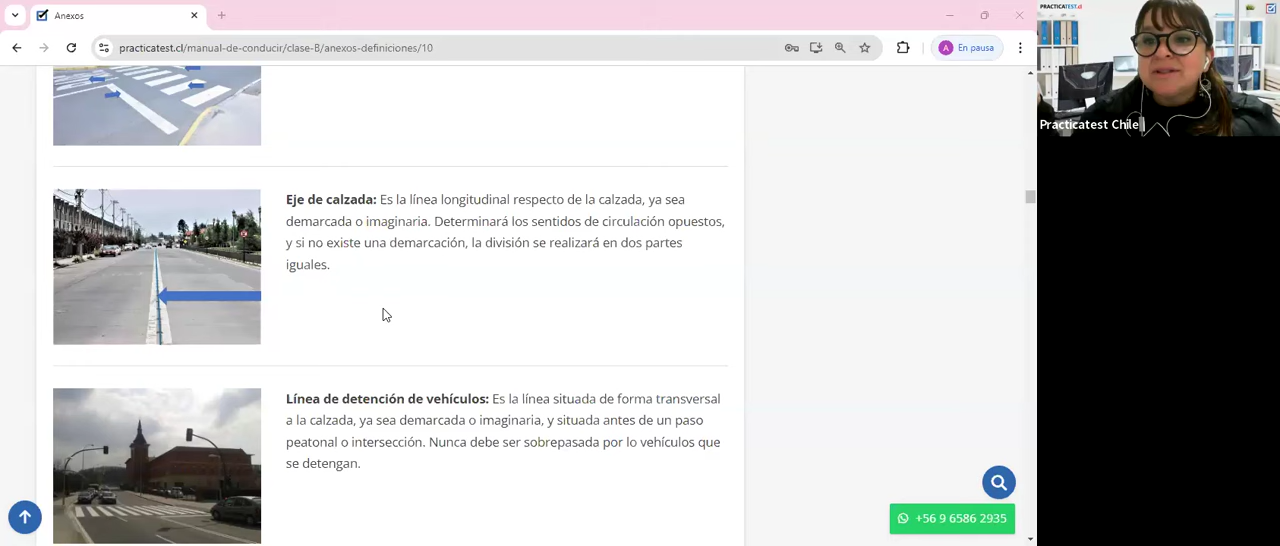 Anexos
practicatest.cl/manual-de-conducir/clase-B/anexos-definiciones/10
A
En pausa
PRACTICATEST.cl
Practicatest Chile
Eje de calzada: Es la línea longitudinal respecto de la calzada, ya sea
demarcada o imaginaria. Determinará los sentidos de circulación opuestos,
y si no existe una demarcación, la división se realizará en dos partes
iguales.
Línea de detención de vehículos: Es la línea situada de forma transversal
a la calzada, ya sea demarcada o imaginaria, y situada antes de un paso
peatonal o intersección. Nunca debe ser sobrepasada por lo vehículos que
se detengan.
+56 9 6586 2935